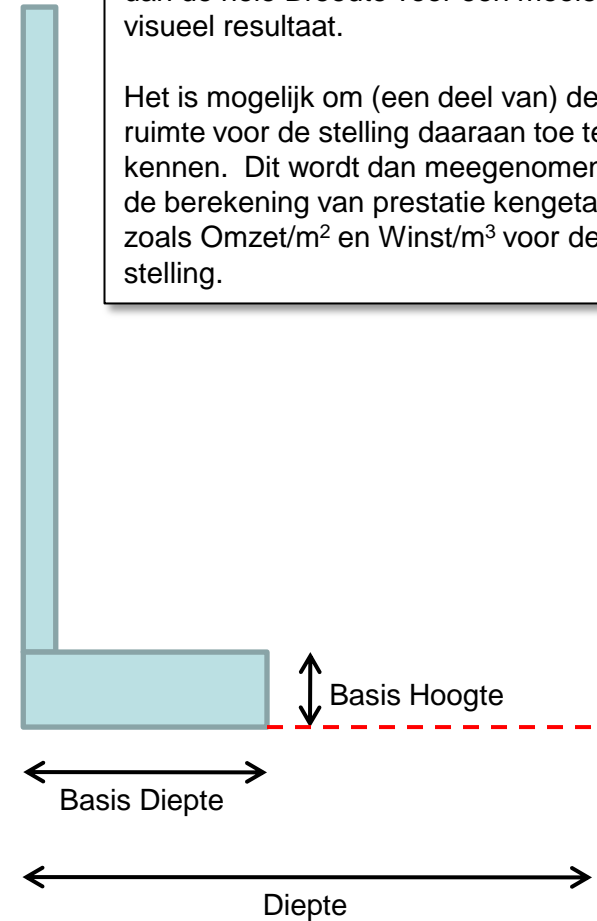 visueel resultaat.
Het is mogelijk om (een deel van) de
ruimte voor de stelling daaraan toe te
kennen. Dit wordt dan meegenomen
de berekening van prestatie kengeta
zoals Omzet/m² en Winst/m³ voor de
stelling.
Basis Hoogte
Basis Diepte
Diepte